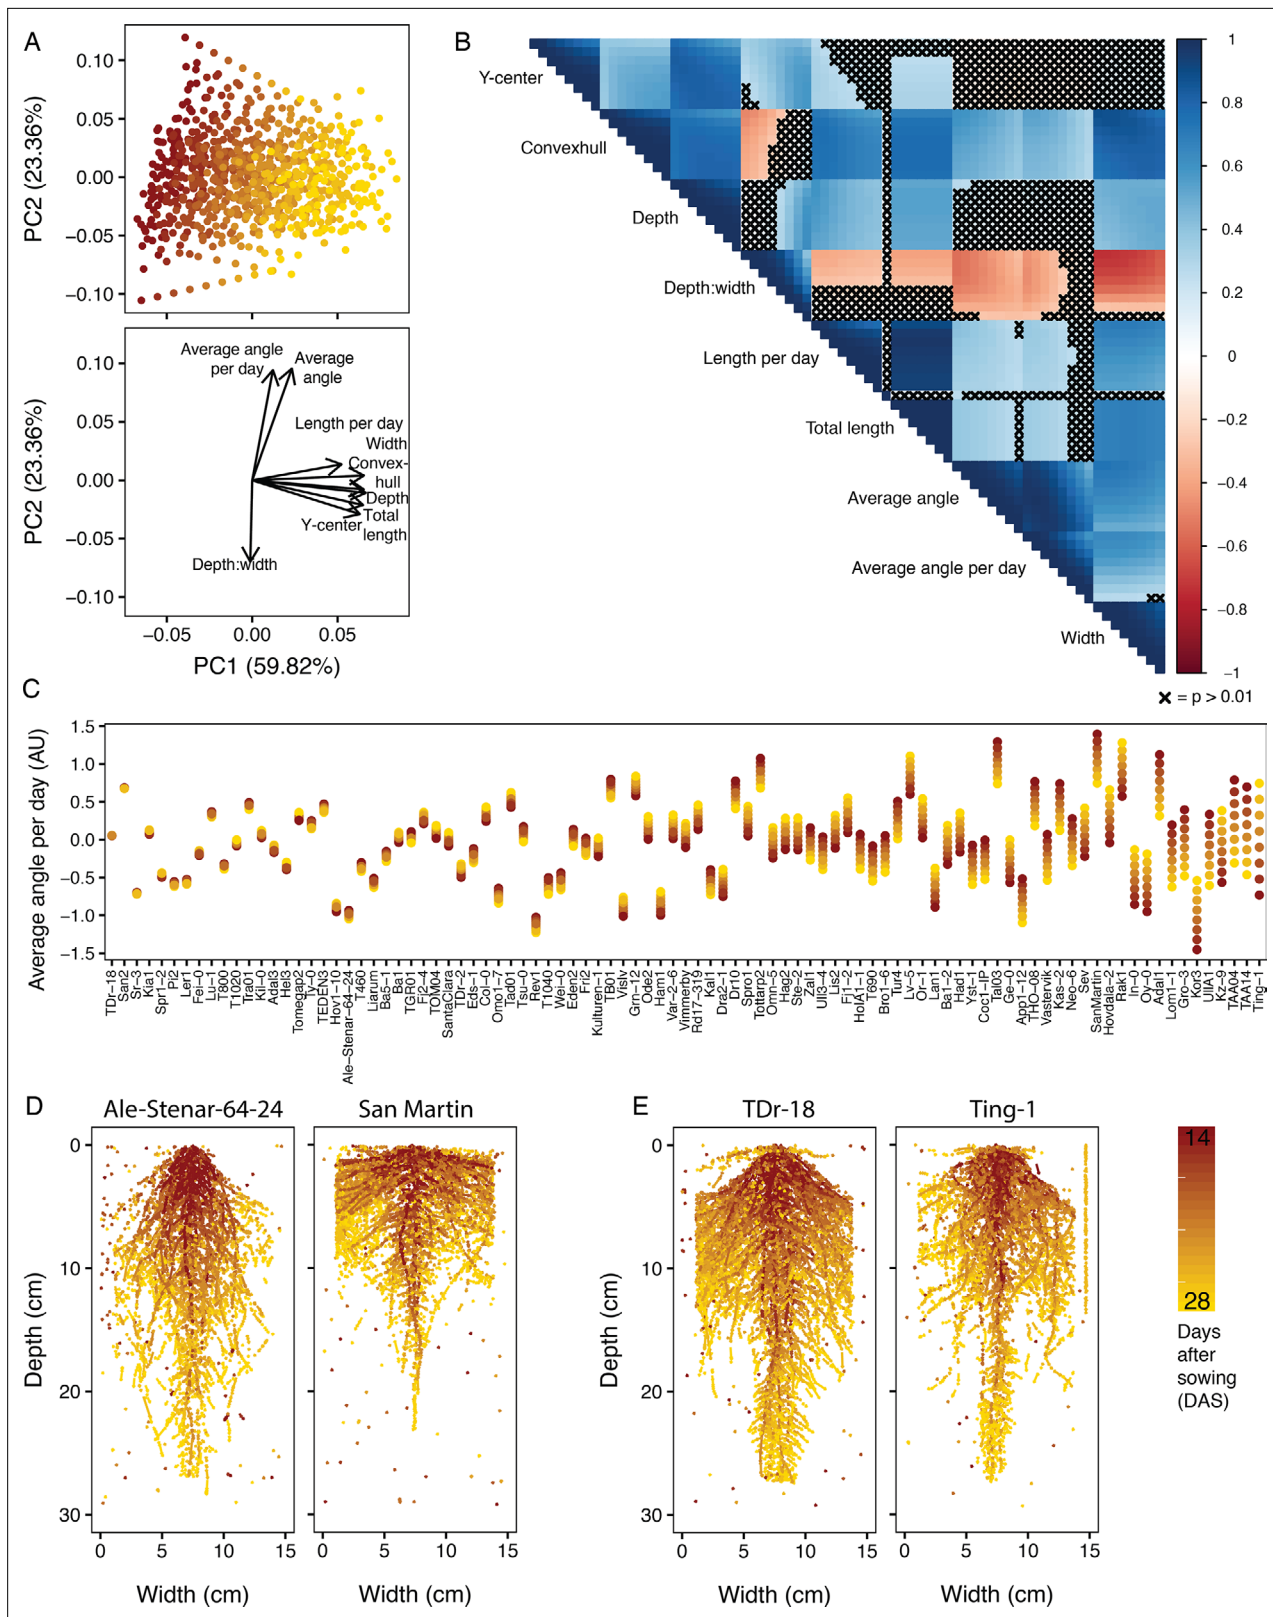 A
PC2 (23.36%)
0.10
0.05
0.00
−0.05
−0.10
PC2 (23.36%)
0.10
0.05
0.00
−0.05
−0.10
Average angle
per day
Average
angle
Length per day
Width
Convex-
hull
Depth
Total
length
Y-center
Depth:width
−0.05
0.00
0.05
PC1 (59.82%)
B
Y-center
Convexhull
Depth
Depth:width
Length per day
Total length
Average angle
Average angle per day
Width
1
0.8
0.6
0.4
0.2
0
−0.2
−0.4
−0.6
−0.8
−1
× = p > 0.01
C
Average angle per day (AU)
1.5
1.0
0.5
0.0
−0.5
−1.0
−1.5
TDr−18
San2
Sr−3
Kia1
Spr1−2
Pi2
Ler1
Fei−0
Lu−1
T800
T1020
Tra01
Kil−0
Adal3
Hel3
Tomegap2
Ty−0
TEDEN3
Hov1−10
Ale−Stenar−64−24
T460
Liarum
Ba5−1
Ba1
TGR01
Fj2−4
TOM04
SantaClara
TDr−2
Eds−1
Col−0
Omo1−7
Tad01
Tsu−0
Rev1
T1040
Wei−0
Eden2
Fri2
Kulturen−1
TB01
Vislv
Grn−12
Ode2
Ham1
Var2−6
Vimmerby
Rd17−319
Kal1
Dra2−1
Dr10
Spro1
Tottarp2
Omn−5
Hag2
Ste−2
Zal1
Ull3−4
Lis2
Fj1−2
HolA1−1
T690
Bro1−6
Tur4
Lv−5
Or−1
Lan1
Ba1−2
Had1
Yst−1
Coc1−IP
Tal03
Ge−0
App1−12
THO−08
Vastervik
Kas−2
Neo−6
Sev
SanMartin
Hovdala−2
Rak1
In−0
Ov−0
Adal1
Lom1−1
Gro−3
Kor3
UllA1
Kz−9
TAA04
TAA14
Ting−1
D
Ale-Stenar-64-24
San Martin
Depth (cm)
0
10
20
30
0
5
10
15
0
5
10
15
Width (cm)
Width (cm)
E
TDr-18
Ting-1
Depth (cm)
0
10
20
30
0
5
10
15
0
5
10
15
Width (cm)
Width (cm)
14
28
Days
after
sowing
(DAS)